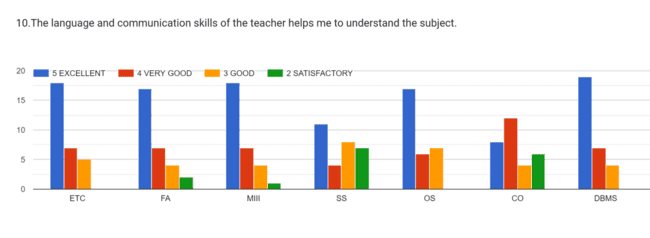 10.The language and communication skills of the teacher helps me to understand the subject.
5 EXCELLENT 4 VERY GOOD 3 GOOD 2 SATISFACTORY
20
15
10
5
0
ETC FA MIII SS OS CO DBMS